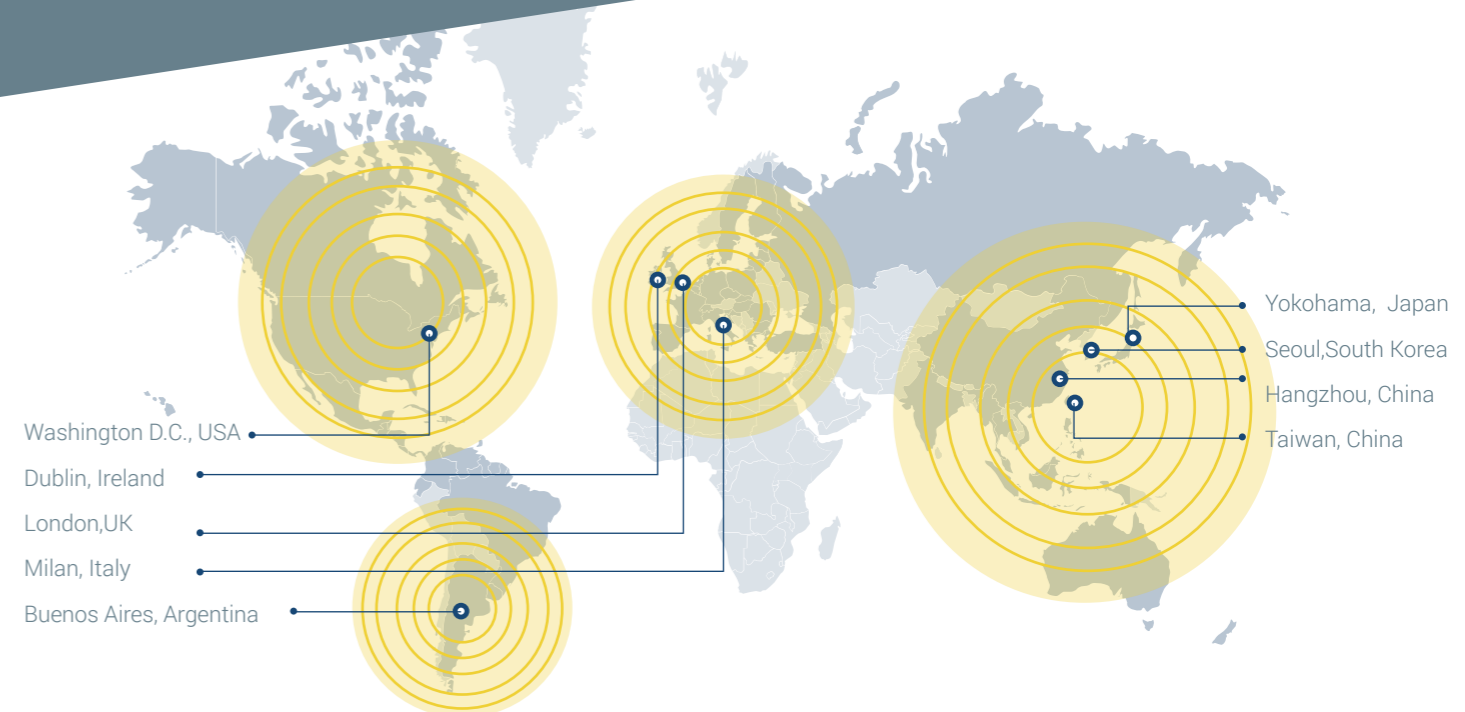 Washington D.C., USA
Dublin, Ireland
London,UK
Milan, Italy
Buenos Aires, Argentina
Yokohama, Japan
Seoul,South Korea
Hangzhou, China
Taiwan, China